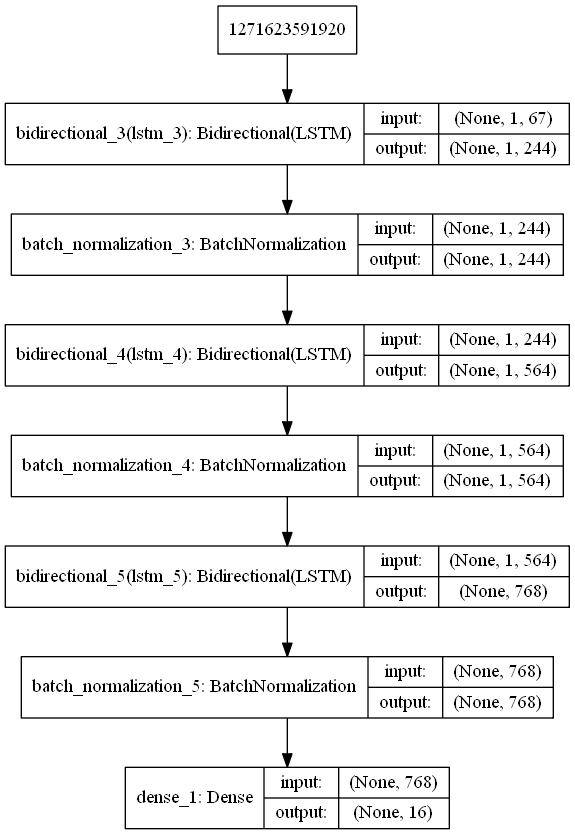 1271623591920
bidirectional_3(lstm_3): Bidirectional(LSTM)
input: (None, 1, 67)
output: (None, 1, 244)
batch_normalization_3: BatchNormalization
input: (None, 1, 244)
output: (None, 1, 244)
bidirectional_4(lstm_4): Bidirectional(LSTM)
input: (None, 1, 244)
output: (None, 1, 564)
batch_normalization_4: BatchNormalization
input: (None, 1, 564)
output: (None, 1, 564)
bidirectional_5(lstm_5): Bidirectional(LSTM)
input: (None, 1, 564)
output: (None, 768)
batch_normalization_5: BatchNormalization
input: (None, 768)
output: (None, 768)
dense_1: Dense
input: (None, 768)
output: (None, 16)